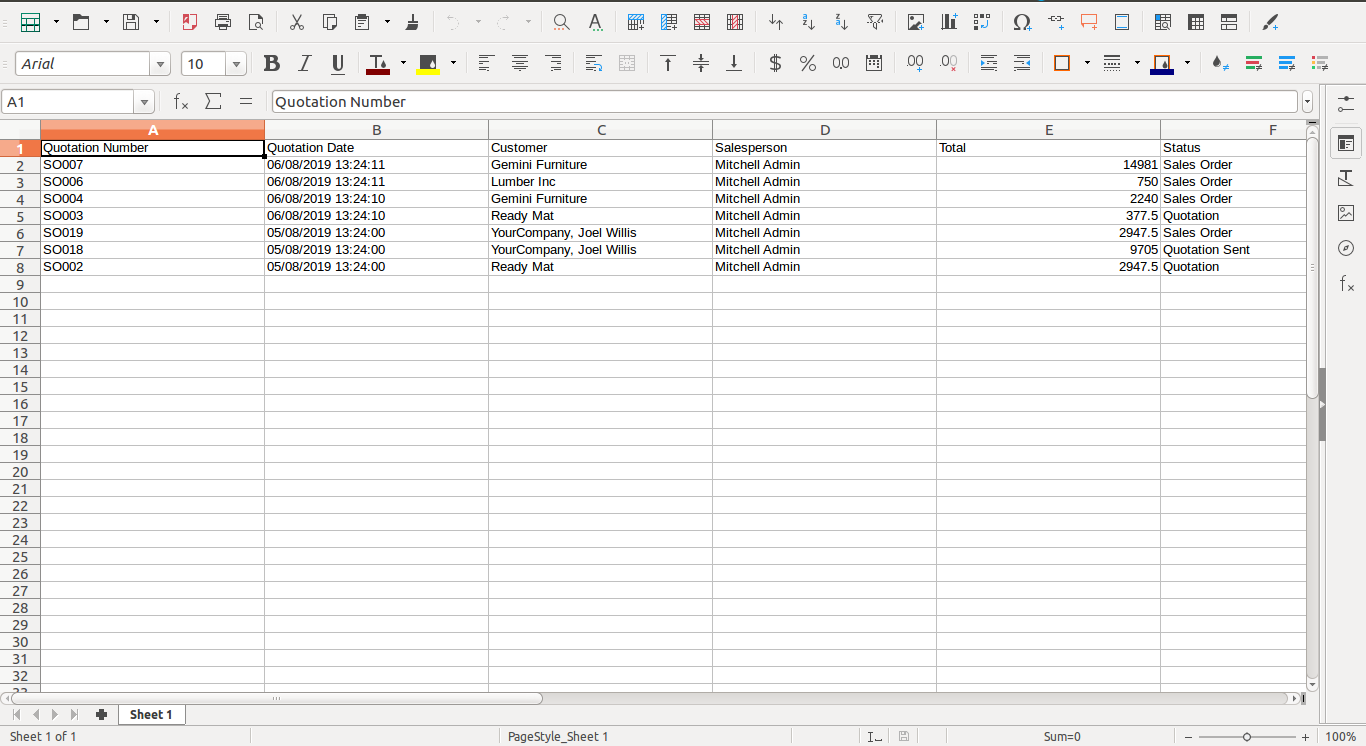 Arial 10
A1 Quotation Number
A B C D E F
1 Quotation Number Quotation Date Customer Salesperson Total Status
2 SO007 06/08/2019 13:24:11 Gemini Furniture Mitchell Admin 14981 Sales Order
3 SO006 06/08/2019 13:24:11 Lumber Inc Mitchell Admin 750 Sales Order
4 SO004 06/08/2019 13:24:10 Gemini Furniture Mitchell Admin 2240 Sales Order
5 SO003 06/08/2019 13:24:10 Ready Mat Mitchell Admin 377.5 Quotation
6 SO019 05/08/2019 13:24:00 YourCompany, Joel Willis Mitchell Admin 2947.5 Sales Order
7 SO018 05/08/2019 13:24:00 YourCompany, Joel Willis Mitchell Admin 9705 Quotation Sent
8 SO002 05/08/2019 13:24:00 Ready Mat Mitchell Admin 2947.5 Quotation
9
10
11
12
13
14
15
16
17
18
19
20
21
22
23
24
25
26
27
28
29
30
31
32
Sheet 1
Sheet 1 of 1 PageStyle_Sheet 1 Sum=0 100%